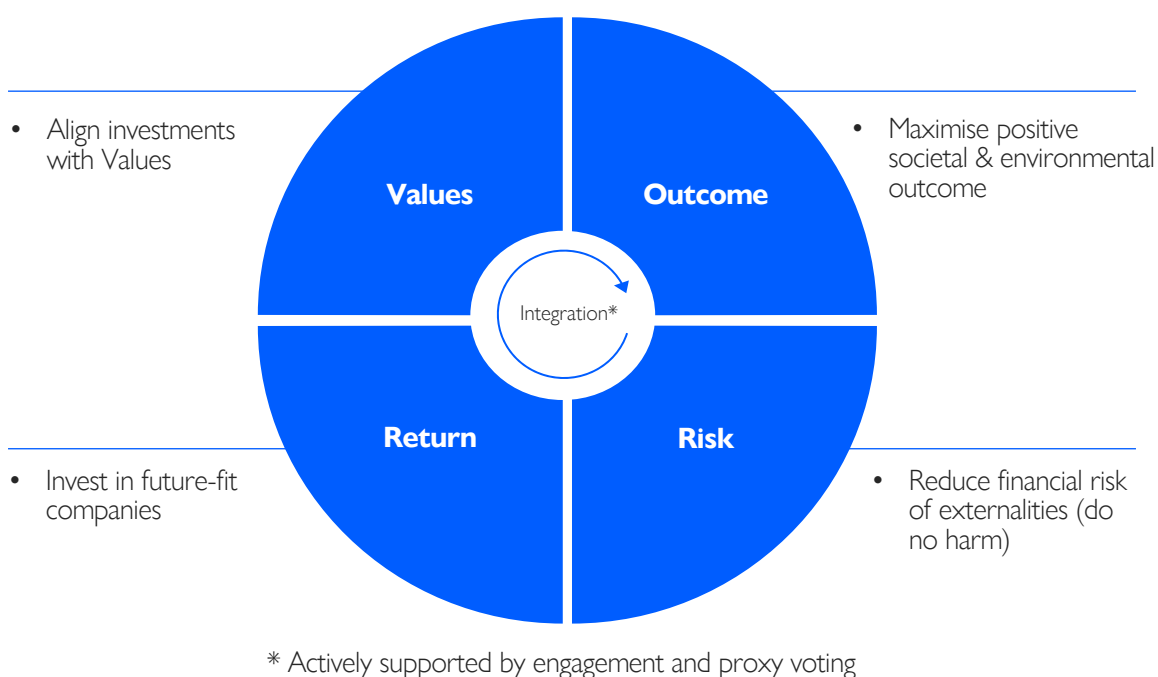 • Align investments
with Values
• Maximise positive
societal & environmental
outcome
Values
Outcome
Integration*
Return
Risk
• Invest in future-fit
companies
• Reduce financial risk
of externalities (do
no harm)
* Actively supported by engagement and proxy voting